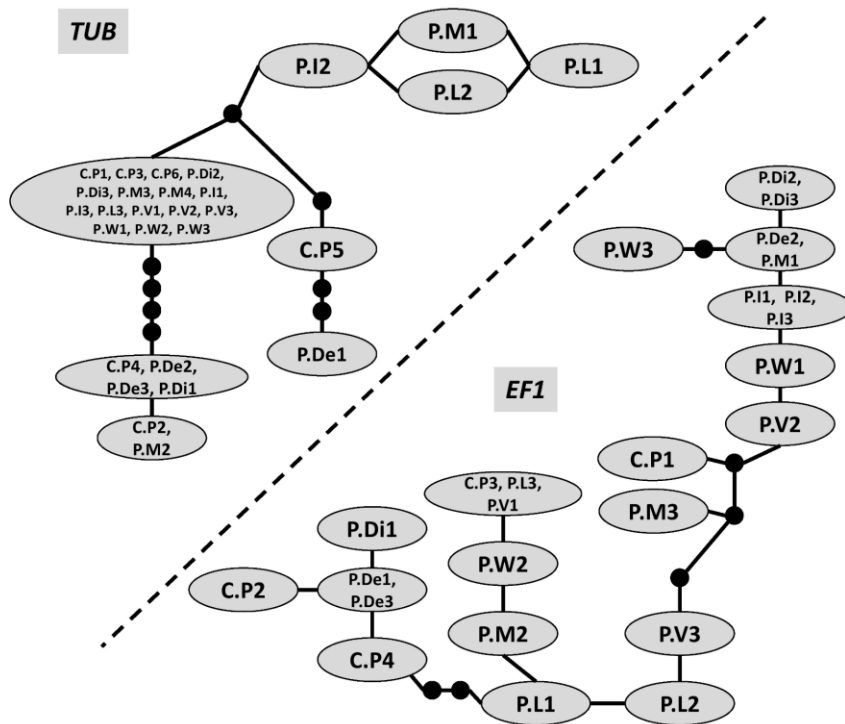 TUB
P.I2
P.M1
P.L2
P.L1
C.P1, C.P3, C.P6, P.Di2,
P.Di3, P.M3, P.M4, P.I1,
P.I3, P.L3, P.V1, P.V2, P.V3,
P.W1, P.W2, P.W3
C.P5
P.De1
C.P4, P.De2,
P.De3, P.Di1
C.P2,
P.M2
EF1
P.Di2,
P.Di3
P.W3
P.De2,
P.M1
P.I1, P.I2,
P.I3
P.W1
P.V2
C.P1
P.M3
C.P3, P.L3,
P.V1
P.Di1
P.W2
C.P2
P.De1,
P.De3
P.M2
P.V3
C.P4
P.L1
P.L2